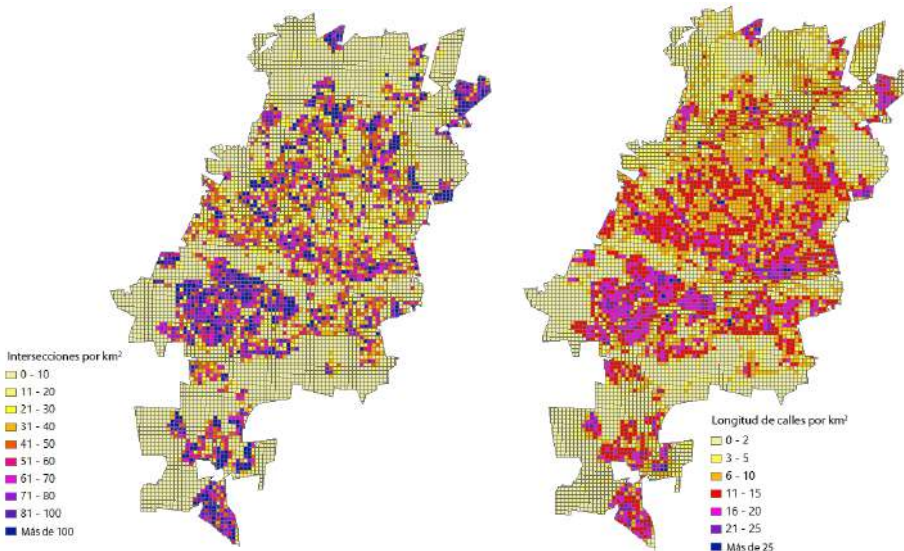 Intersecciones por km²
0 - 10
11 - 20
21 - 30
31 - 40
41 - 50
51 - 60
61 - 70
71 - 80
81 - 100
Más de 100
Longitud de calles por km²
0 - 2
3 - 5
6 - 10
11 - 15
16 - 20
21 - 25
Más de 25